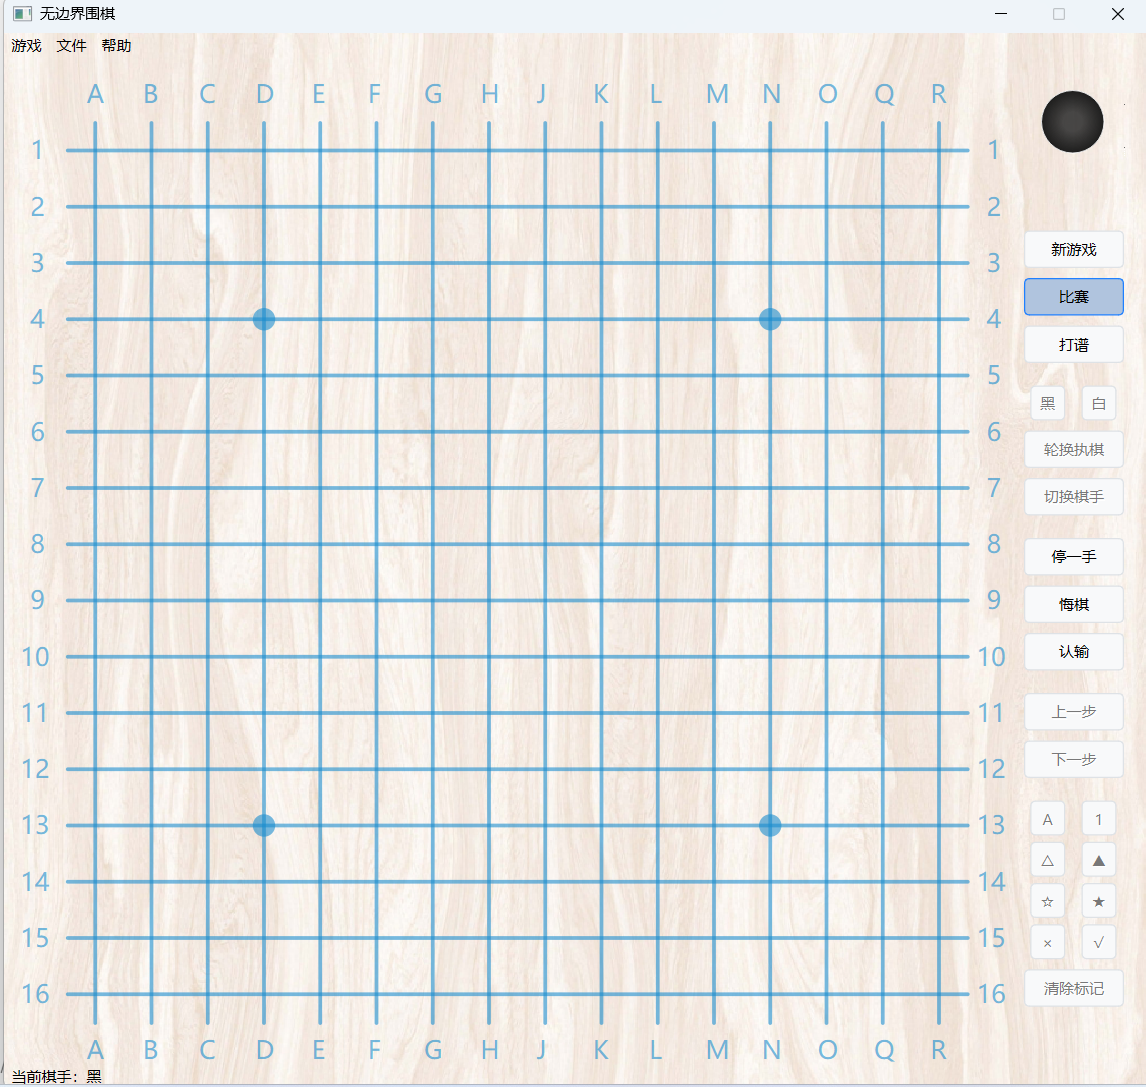 无边界围棋
游戏 文件 帮助
A B C D E F G H J K L M N O Q R
1 1
2 2
3 3
新游戏
4 4
比赛
打谱
5 5
黑 白
6 6
轮换执棋
7 7
切换棋手
8 8
停一手
9 9
悔棋
10 10
认输
11 11
上一步
12 12
下一步
13 13
A 1
△ ▲
14 14
☆ ★
15 15
× √
16 16
清除标记
A B C D E F G H J K L M N O Q R
当前棋手：黑